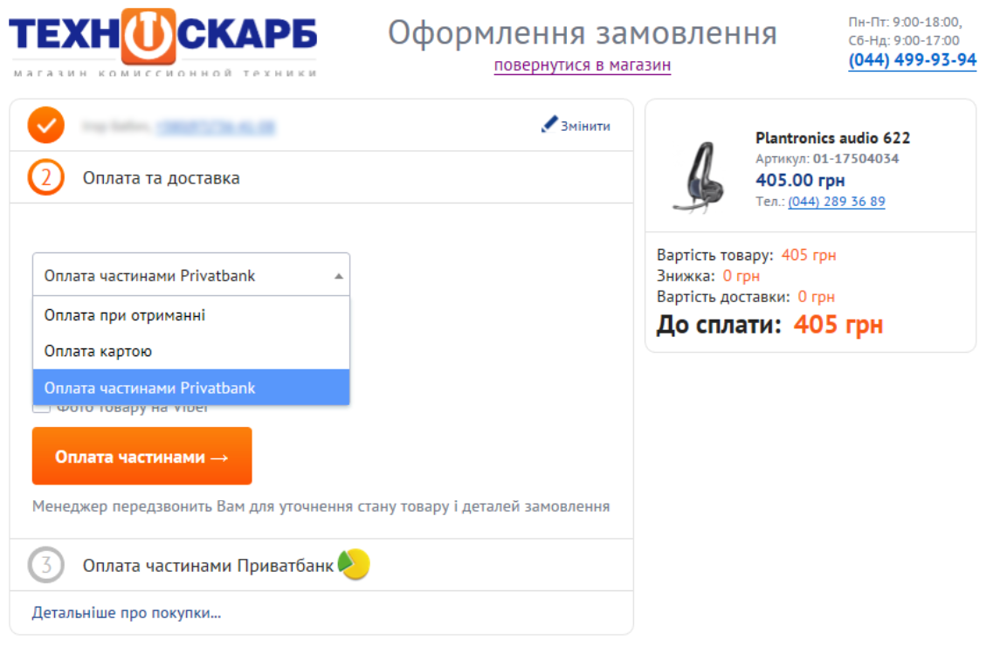 ТЕХНОСКАРБ
магазин комиссионной техники
Оформлення замовлення
повернутися в магазин
Пн-Пт: 9:00-18:00,
Сб-Нд: 9:00-17:00
(044) 499-93-94
Змінити
2 Оплата та доставка
Оплата частинами Privatbank
Оплата при отриманні
Оплата картою
Оплата частинами Privatbank
Фото товару на Viber
Оплата частинами →
Менеджер передзвонить Вам для уточнення стану товару і деталей замовлення
3 Оплата частинами Приватбанк
Детальніше про покупки...
Plantronics audio 622
Артикул: 01-17504034
405.00 грн
Тел.: (044) 289 36 89
Вартість товару: 405 грн
Знижка: 0 грн
Вартість доставки: 0 грн
До сплати: 405 грн